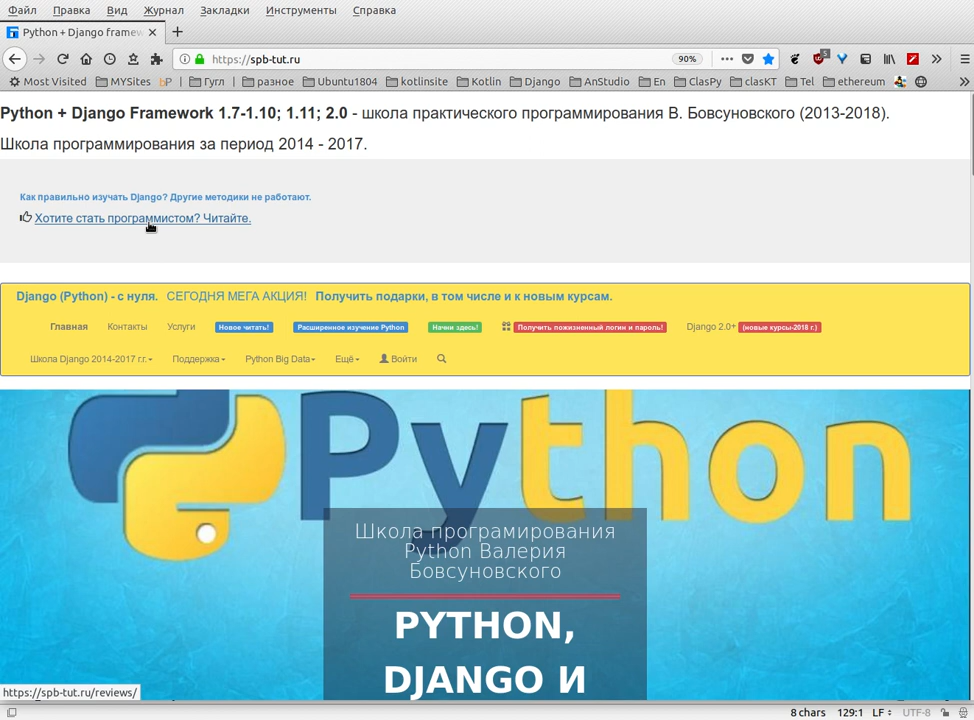 Файл Правка Вид Журнал Закладки Инструменты Справка
Python + Django framew
https://spb-tut.ru 90% 5
Most Visited MYSites bP Гугл разное Ubuntu1804 kotlinsite Kotlin Django AnStudio En ClasPy clasKT Tel ethereum
Python + Django Framework 1.7-1.10; 1.11; 2.0 - школа практического программирования В. Бовсуновского (2013-2018).
Школа программирования за период 2014 - 2017.
Как правильно изучать Django? Другие методики не работают.
Хотите стать программистом? Читайте.
Django (Python) - с нуля. СЕГОДНЯ МЕГА АКЦИЯ! Получить подарки, в том числе и к новым курсам.
Главная Контакты Услуги Новое читать! Расширенное изучение Python Начни здесь! Получить пожизненный логин и пароль! Django 2.0+ (новые курсы-2018 г.)
Школа Django 2014-2017 г.г. Поддержка Python Big Data Ещё Войти
Python
Школа програмирования
Python Валерия
Бовсуновского
PYTHON,
DJANGO И
https://spb-tut.ru/reviews/
8 chars 129:1 LF UTF-8